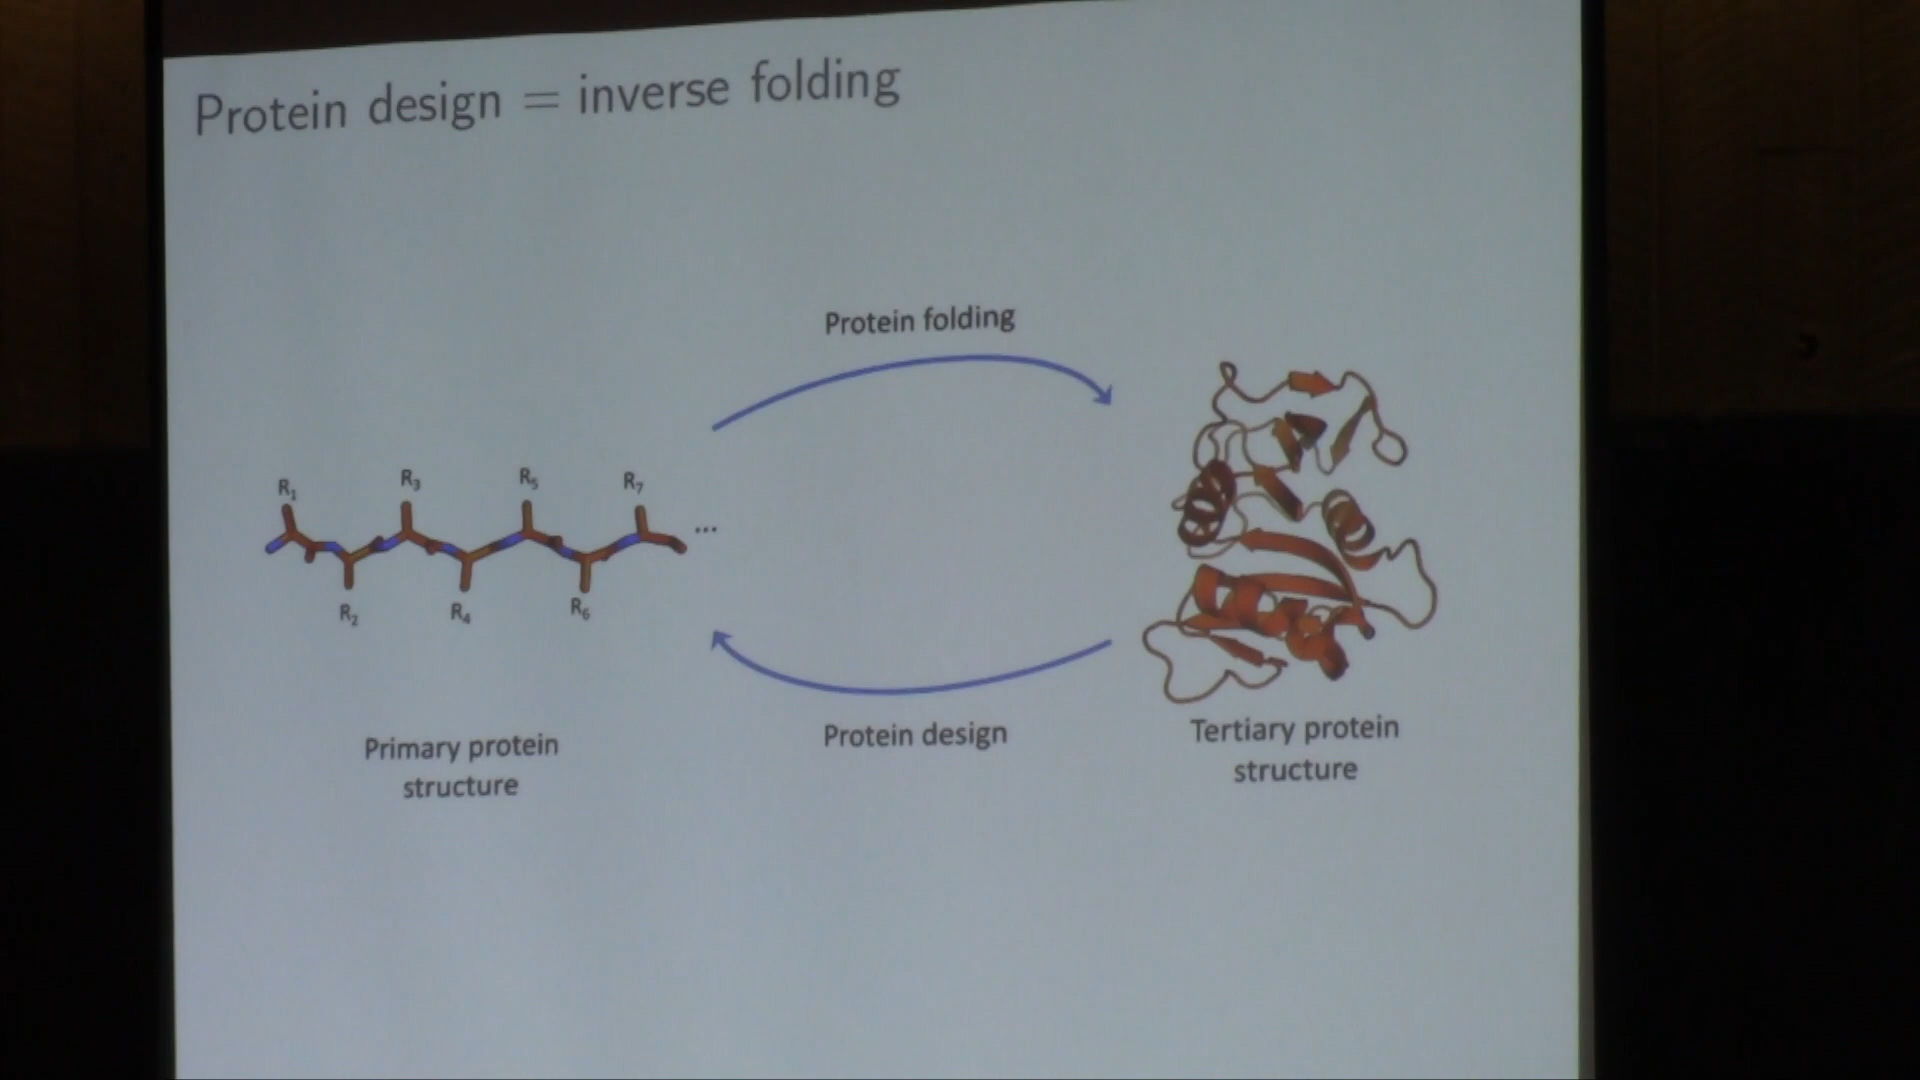 Protein design = inverse folding
Protein folding
R₁
R₃
R₅
R₇
...
R₂
R₄
R₆
Protein design
Primary protein
structure
Tertiary protein
structure